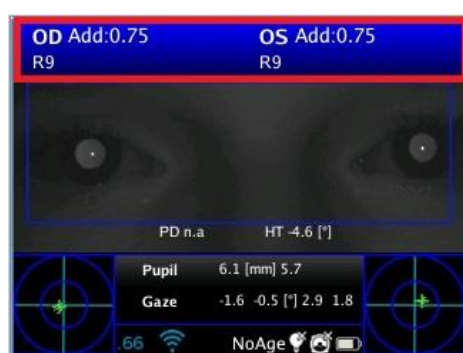 OD Add:0.75 OS Add:0.75
R9 R9
PD n.a HT -4.6 [°]
Pupil 6.1 [mm] 5.7
Gaze -1.6 -0.5 [°] 2.9 1.8
.66 NoAge